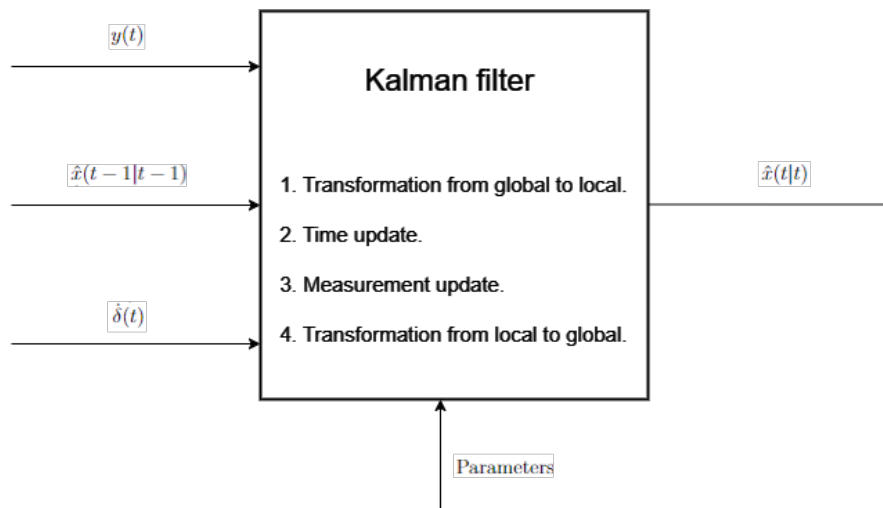 y(t)
Kalman filter
x̂(t − 1|t − 1)
x̂(t|t)
1. Transformation from global to local.
2. Time update.
3. Measurement update.
δ̇(t)
4. Transformation from local to global.
Parameters